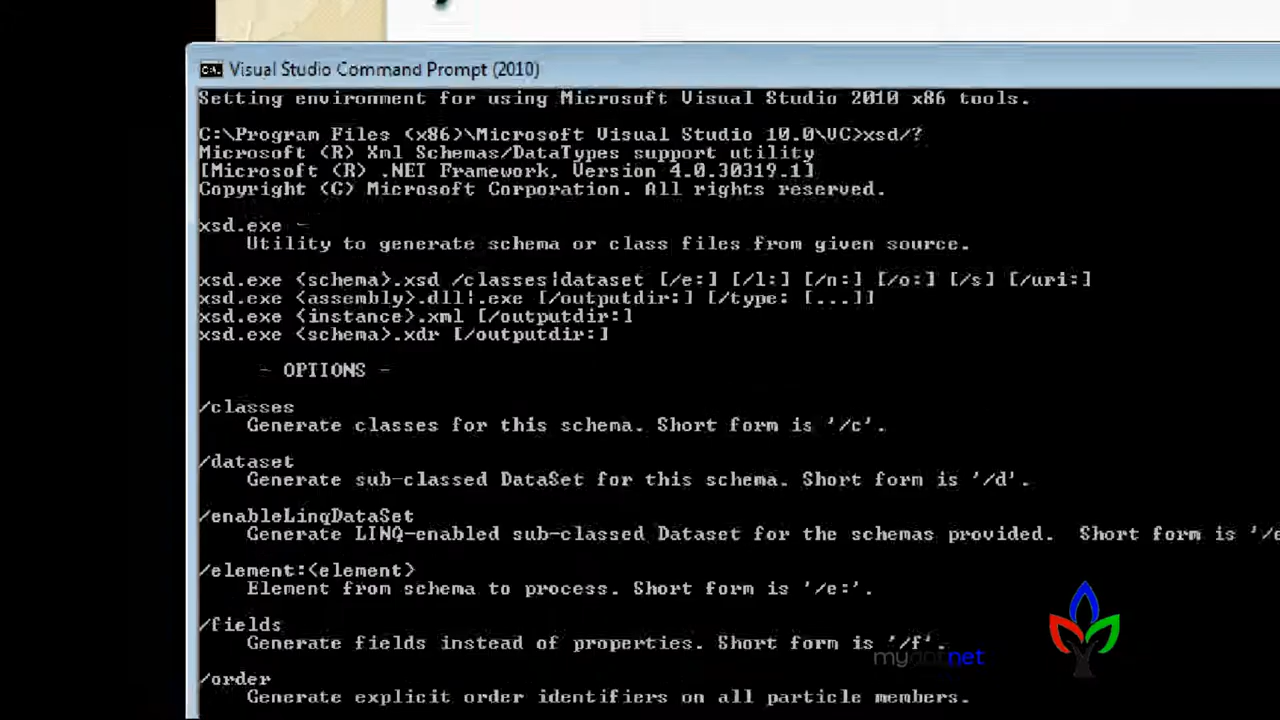 Visual Studio Command Prompt (2010)
Setting environment for using Microsoft Visual Studio 2010 x86 tools.
C:\Program Files (x86)\Microsoft Visual Studio 10.0\VC>xsd/?
Microsoft (R) Xml Schemas/DataTypes support utility
[Microsoft (R) .NET Framework, Version 4.0.30319.1]
Copyright (C) Microsoft Corporation. All rights reserved.
xsd.exe -
Utility to generate schema or class files from given source.
xsd.exe <schema>.xsd /classes|dataset [/e:] [/l:] [/n:] [/o:] [/s] [/uri:]
xsd.exe <assembly>.dll|.exe [/outputdir:] [/type: [...]]
xsd.exe <instance>.xml [/outputdir:]
xsd.exe <schema>.xdr [/outputdir:]
- OPTIONS -
/classes
Generate classes for this schema. Short form is '/c'.
/dataset
Generate sub-classed DataSet for this schema. Short form is '/d'.
/enableLinqDataSet
Generate LINQ-enabled sub-classed Dataset for the schemas provided.  Short form is '/e
/element:<element>
Element from schema to process. Short form is '/e:'.
/fields
Generate fields instead of properties. Short form is '/f'.
/order
Generate explicit order identifiers on all particle members.